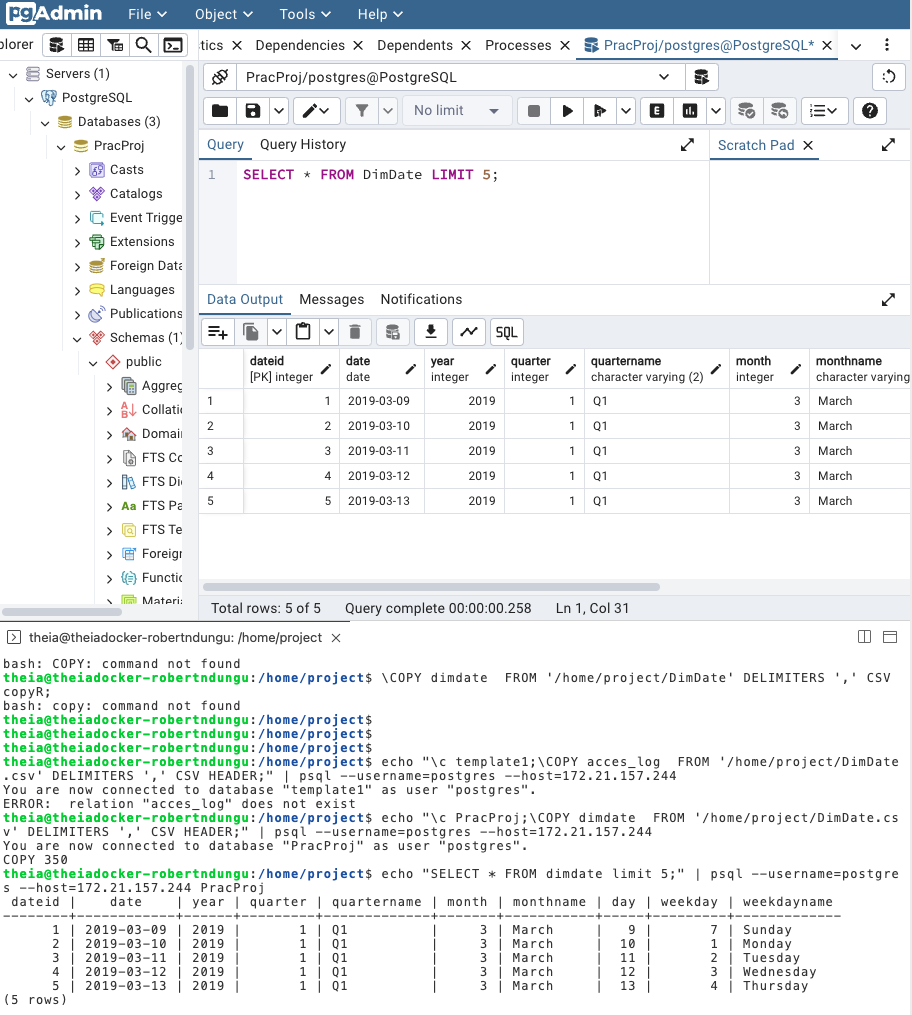 pgAdmin File Object Tools Help
plorer tics Dependencies Dependents Processes PracProj/postgres@PostgreSQL*
Servers (1)
PostgreSQL
Databases (3)
PracProj
Casts
Catalogs
Event Trigge
Extensions
Foreign Data
Languages
Publications
Schemas (1)
public
Aggreg
Collati
Domai
FTS Co
FTS Di
FTS Pa
FTS Te
Foreigr
Functio
Materi
PracProj/postgres@PostgreSQL
No limit
E
Query Query History
Scratch Pad
1 SELECT * FROM DimDate LIMIT 5;
Data Output Messages Notifications
SQL
dateid date year quarter quartername month monthname
[PK] integer date integer integer character varying (2) integer character varying
1 1 2019-03-09 2019 1 Q1 3 March
2 2 2019-03-10 2019 1 Q1 3 March
3 3 2019-03-11 2019 1 Q1 3 March
4 4 2019-03-12 2019 1 Q1 3 March
5 5 2019-03-13 2019 1 Q1 3 March
Total rows: 5 of 5 Query complete 00:00:00.258 Ln 1, Col 31
theia@theiadocker-robertndungu: /home/project
bash: COPY: command not found
theia@theiadocker-robertndungu:/home/project$ \COPY dimdate  FROM '/home/project/DimDate' DELIMITERS ',' CSV
copyR;
bash: copy: command not found
theia@theiadocker-robertndungu:/home/project$
theia@theiadocker-robertndungu:/home/project$
theia@theiadocker-robertndungu:/home/project$
theia@theiadocker-robertndungu:/home/project$ echo "\c template1;\COPY acces_log  FROM '/home/project/DimDate
.csv' DELIMITERS ',' CSV HEADER;" | psql --username=postgres --host=172.21.157.244
You are now connected to database "template1" as user "postgres".
ERROR:  relation "acces_log" does not exist
theia@theiadocker-robertndungu:/home/project$ echo "\c PracProj;\COPY dimdate  FROM '/home/project/DimDate.cs
v' DELIMITERS ',' CSV HEADER;" | psql --username=postgres --host=172.21.157.244
You are now connected to database "PracProj" as user "postgres".
COPY 350
theia@theiadocker-robertndungu:/home/project$ echo "SELECT * FROM dimdate limit 5;" | psql --username=postgre
s --host=172.21.157.244 PracProj
dateid | date | year | quarter | quartername | month | monthname | day | weekday | weekdayname
--------+------------+------+---------+-------------+-------+-----------+-----+---------+-------------
1 | 2019-03-09 | 2019 | 1 | Q1 | 3 | March | 9 | 7 | Sunday
2 | 2019-03-10 | 2019 | 1 | Q1 | 3 | March | 10 | 1 | Monday
3 | 2019-03-11 | 2019 | 1 | Q1 | 3 | March | 11 | 2 | Tuesday
4 | 2019-03-12 | 2019 | 1 | Q1 | 3 | March | 12 | 3 | Wednesday
5 | 2019-03-13 | 2019 | 1 | Q1 | 3 | March | 13 | 4 | Thursday
(5 rows)